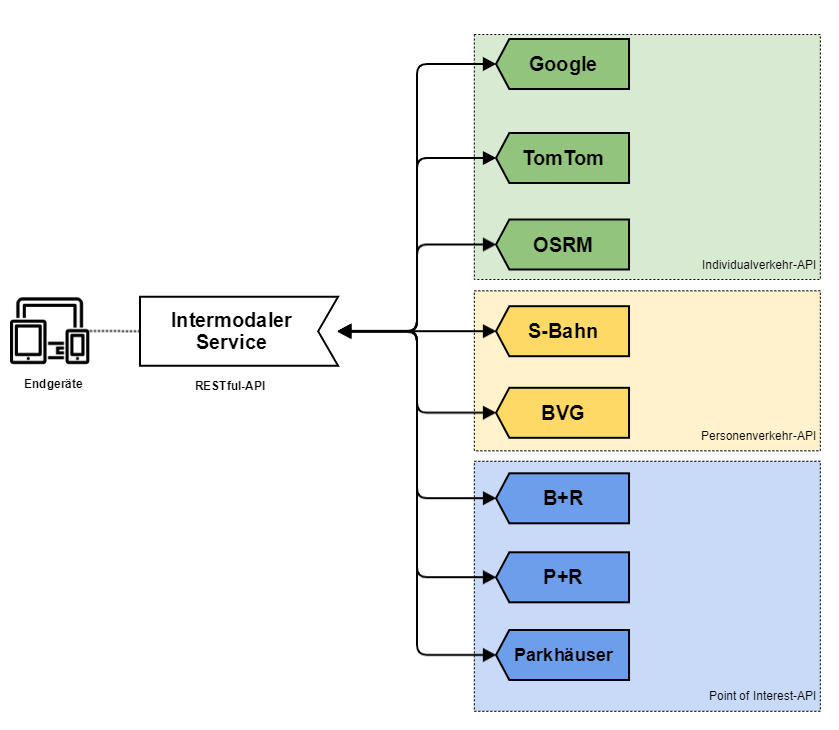 Endgeräte
Intermodaler
Service
RESTful-API
Google
TomTom
OSRM
Individualverkehr-API
S-Bahn
BVG
Personenverkehr-API
B+R
P+R
Parkhäuser
Point of Interest-API